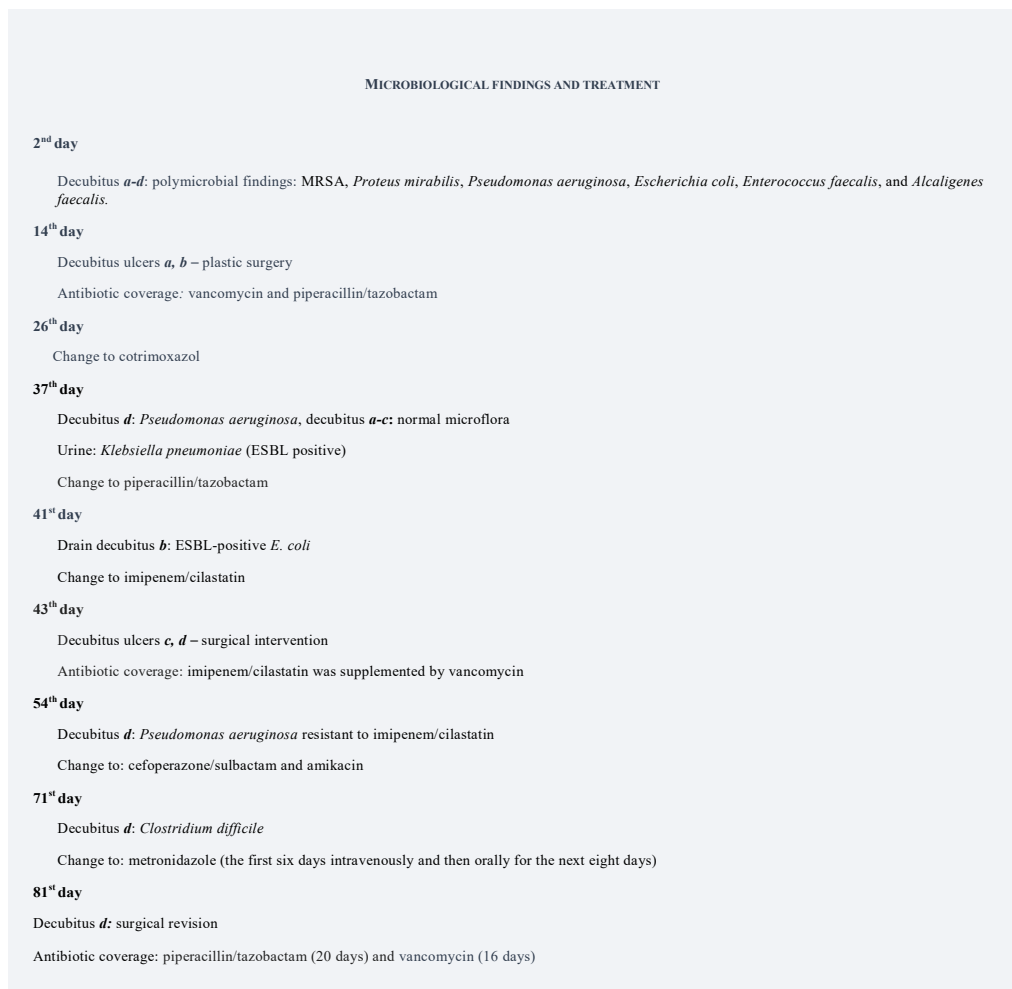 MICROBIOLOGICAL FINDINGS AND TREATMENT
2nd day
Decubitus a-d: polymicrobial findings: MRSA, Proteus mirabilis, Pseudomonas aeruginosa, Escherichia coli, Enterococcus faecalis, and Alcaligenes
faecalis.
14th day
Decubitus ulcers a, b – plastic surgery
Antibiotic coverage: vancomycin and piperacillin/tazobactam
26th day
Change to cotrimoxazol
37th day
Decubitus d: Pseudomonas aeruginosa, decubitus a-c: normal microflora
Urine: Klebsiella pneumoniae (ESBL positive)
Change to piperacillin/tazobactam
41st day
Drain decubitus b: ESBL-positive E. coli
Change to imipenem/cilastatin
43th day
Decubitus ulcers c, d – surgical intervention
Antibiotic coverage: imipenem/cilastatin was supplemented by vancomycin
54th day
Decubitus d: Pseudomonas aeruginosa resistant to imipenem/cilastatin
Change to: cefoperazone/sulbactam and amikacin
71st day
Decubitus d: Clostridium difficile
Change to: metronidazole (the first six days intravenously and then orally for the next eight days)
81st day
Decubitus d: surgical revision
Antibiotic coverage: piperacillin/tazobactam (20 days) and vancomycin (16 days)